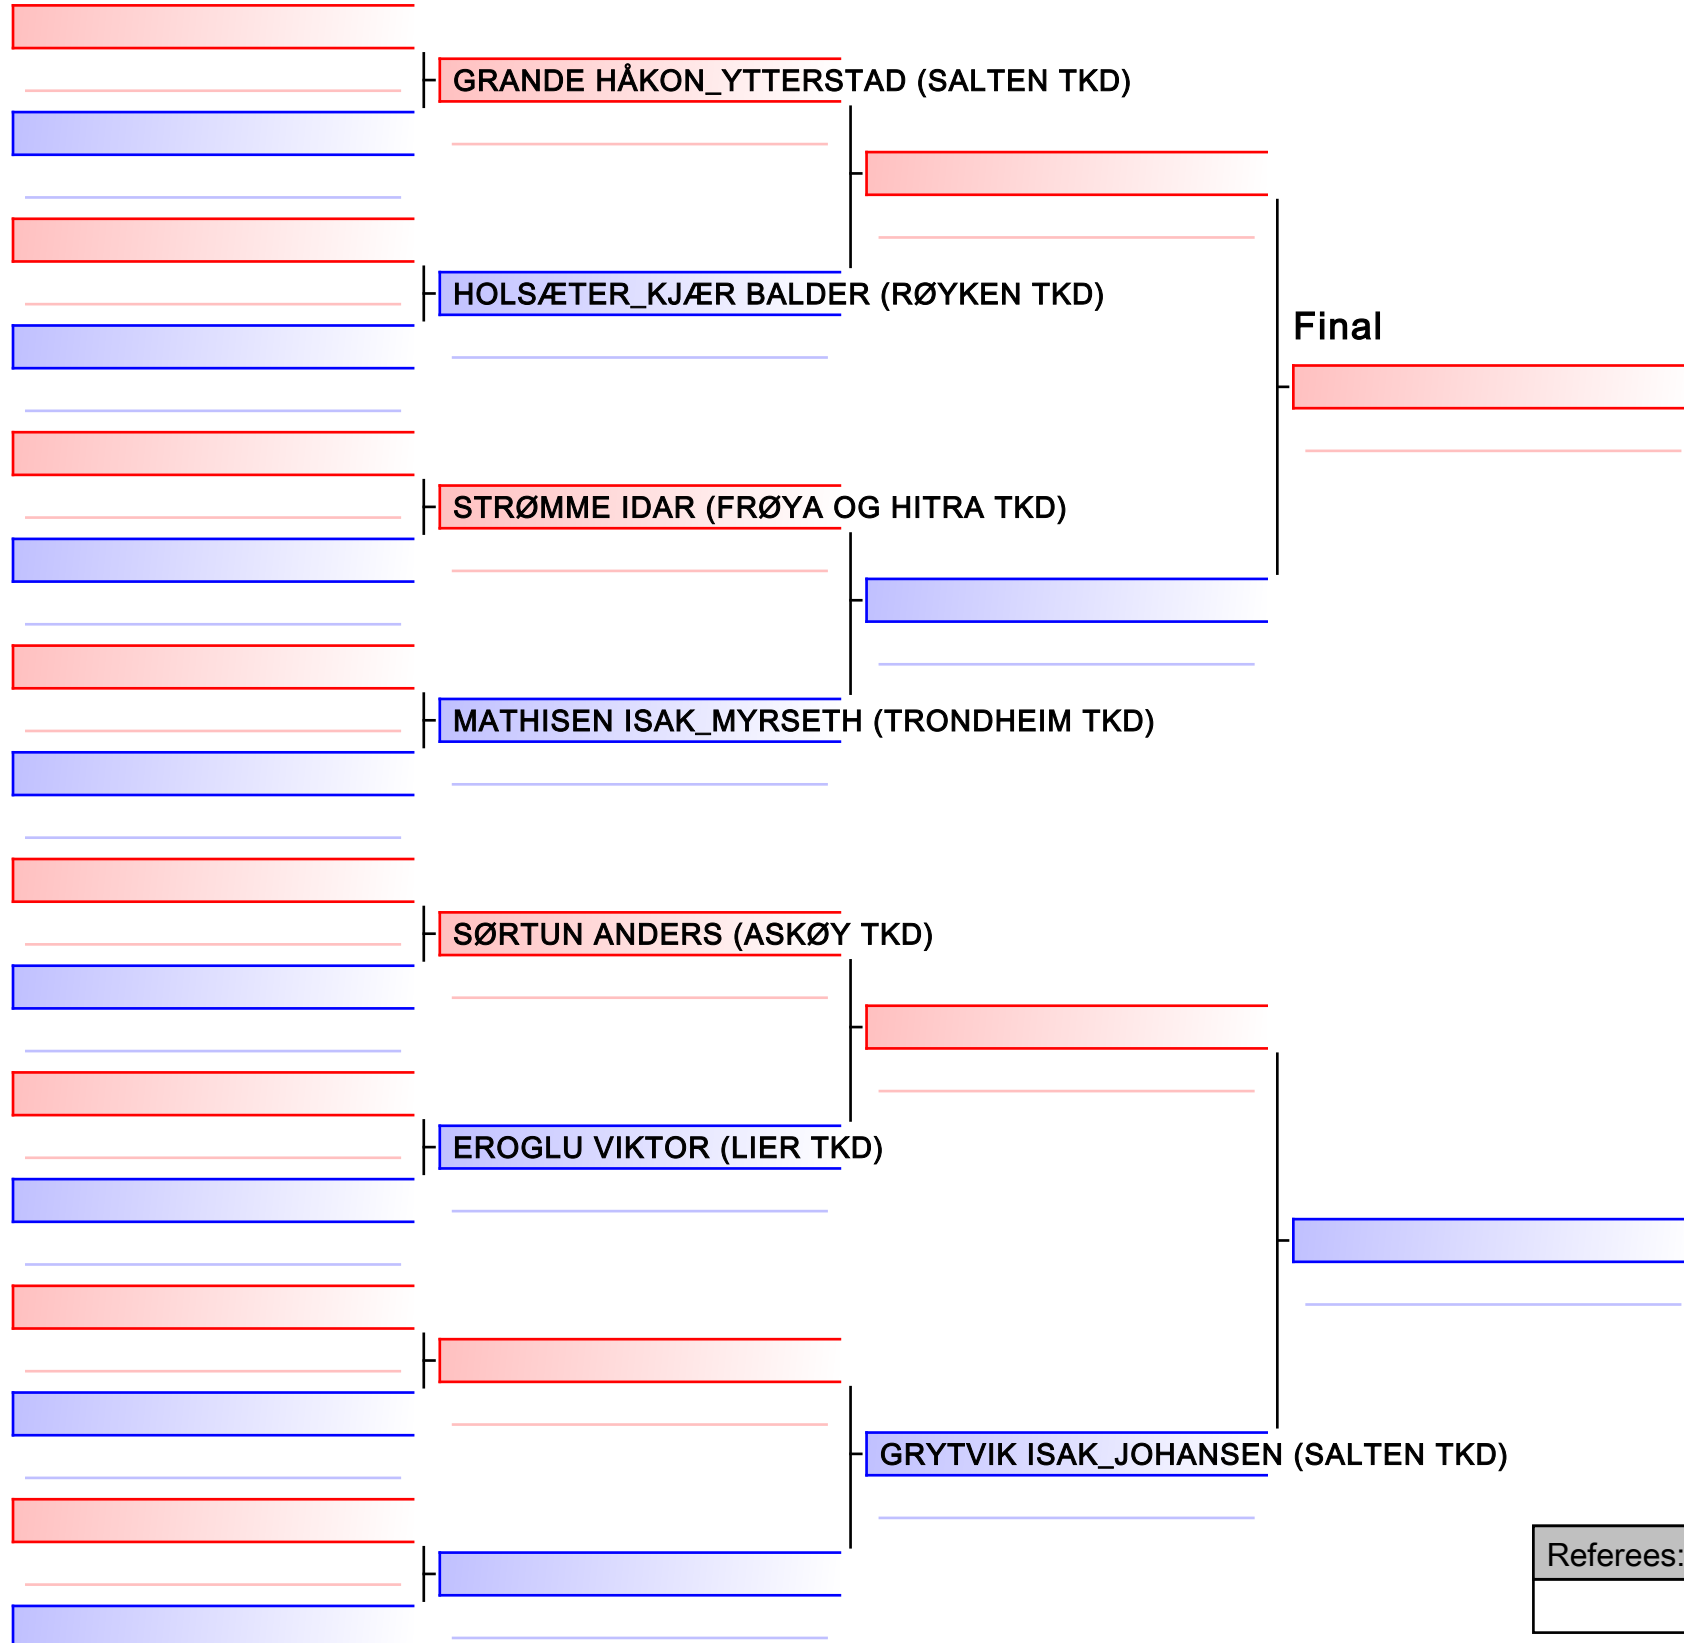 GRANDE HÅKON_YTTERSTAD (SALTEN TKD)
HOLSÆTER_KJÆR BALDER (RØYKEN TKD)
Final
STRØMME IDAR (FRØYA OG HITRA TKD)
MATHISEN ISAK_MYRSETH (TRONDHEIM TKD)
SØRTUN ANDERS (ASKØY TKD)
EROGLU VIKTOR (LIER TKD)
GRYTVIK ISAK_JOHANSEN (SALTEN TKD)
Referees: